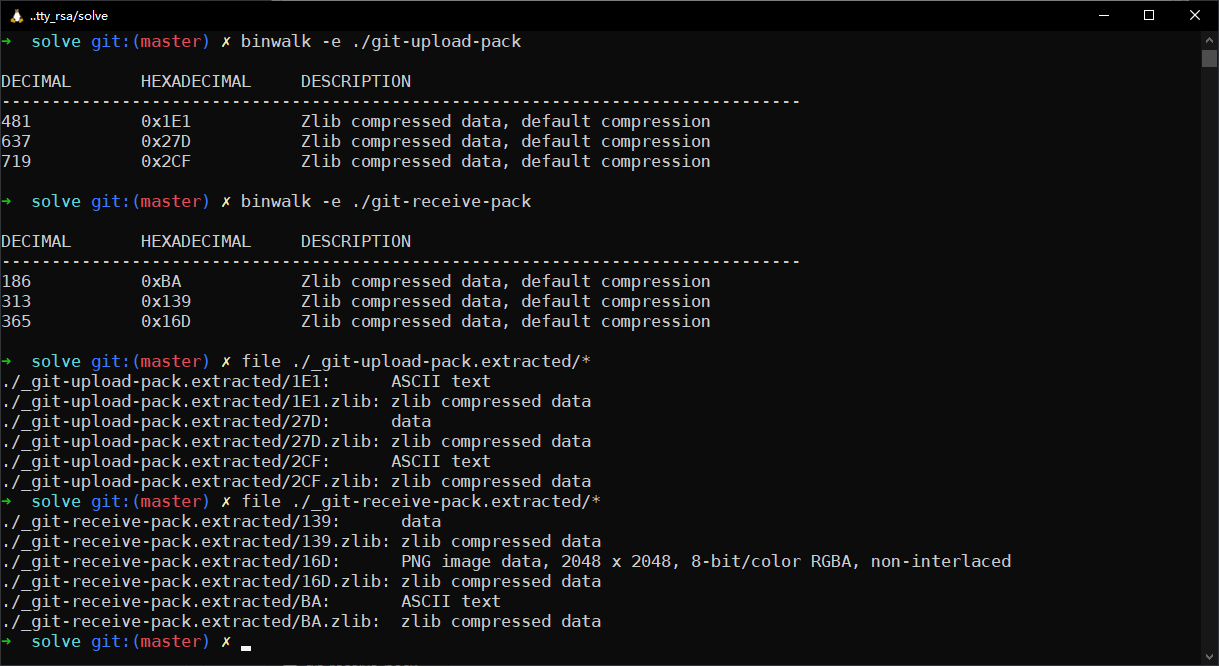 ..tty_rsa/solve
➜  solve git:(master) ✗ binwalk -e ./git-upload-pack
DECIMAL       HEXADECIMAL     DESCRIPTION
--------------------------------------------------------------------------------
481           0x1E1           Zlib compressed data, default compression
637           0x27D           Zlib compressed data, default compression
719           0x2CF           Zlib compressed data, default compression
➜  solve git:(master) ✗ binwalk -e ./git-receive-pack
DECIMAL       HEXADECIMAL     DESCRIPTION
--------------------------------------------------------------------------------
186           0xBA            Zlib compressed data, default compression
313           0x139           Zlib compressed data, default compression
365           0x16D           Zlib compressed data, default compression
➜  solve git:(master) ✗ file ./_git-upload-pack.extracted/*
./_git-upload-pack.extracted/1E1:      ASCII text
./_git-upload-pack.extracted/1E1.zlib: zlib compressed data
./_git-upload-pack.extracted/27D:      data
./_git-upload-pack.extracted/27D.zlib: zlib compressed data
./_git-upload-pack.extracted/2CF:      ASCII text
./_git-upload-pack.extracted/2CF.zlib: zlib compressed data
➜  solve git:(master) ✗ file ./_git-receive-pack.extracted/*
./_git-receive-pack.extracted/139:      data
./_git-receive-pack.extracted/139.zlib: zlib compressed data
./_git-receive-pack.extracted/16D:      PNG image data, 2048 x 2048, 8-bit/color RGBA, non-interlaced
./_git-receive-pack.extracted/16D.zlib: zlib compressed data
./_git-receive-pack.extracted/BA:       ASCII text
./_git-receive-pack.extracted/BA.zlib:  zlib compressed data
➜  solve git:(master) ✗